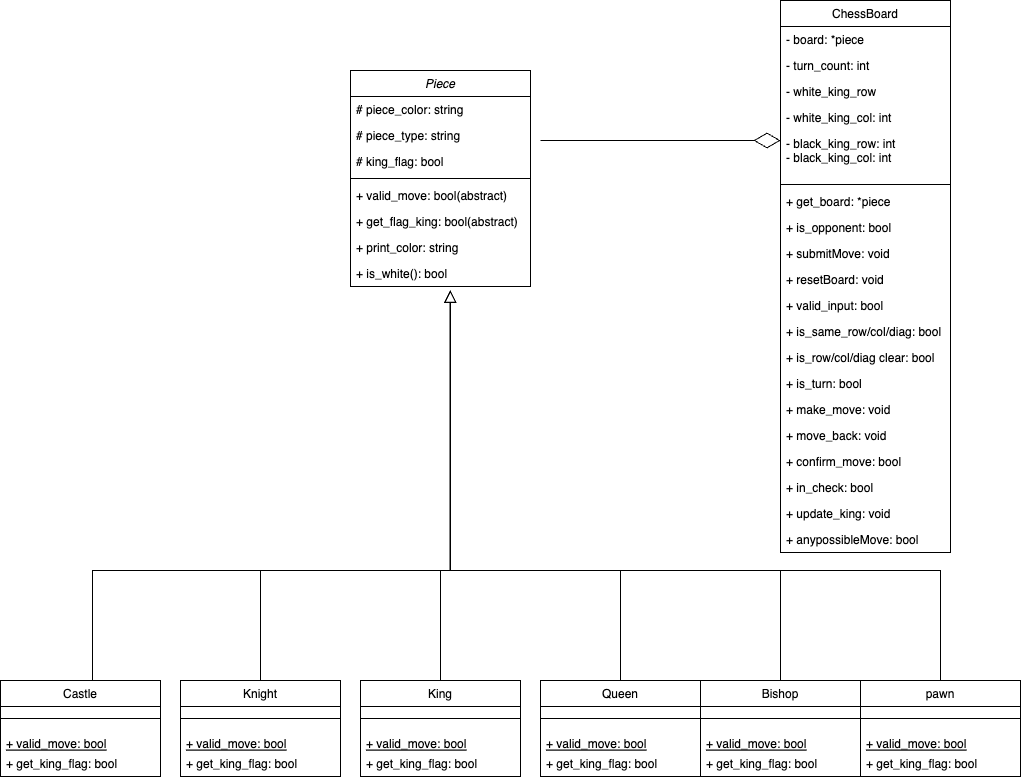 ChessBoard
- board: *piece
- turn_count: int
- white_king_row
- white_king_col: int
- black_king_row: int
- black_king_col: int
+ get_board: *piece
+ is_opponent: bool
+ submitMove: void
+ resetBoard: void
+ valid_input: bool
+ is_same_row/col/diag: bool
+ is_row/col/diag clear: bool
+ is_turn: bool
+ make_move: void
+ move_back: void
+ confirm_move: bool
+ in_check: bool
+ update_king: void
+ anypossibleMove: bool
Piece
# piece_color: string
# piece_type: string
# king_flag: bool
+ valid_move: bool(abstract)
+ get_flag_king: bool(abstract)
+ print_color: string
+ is_white(): bool
Castle
+ valid_move: bool
+ get_king_flag: bool
Knight
+ valid_move: bool
+ get_king_flag: bool
King
+ valid_move: bool
+ get_king_flag: bool
Queen
+ valid_move: bool
+ get_king_flag: bool
Bishop
+ valid_move: bool
+ get_king_flag: bool
pawn
+ valid_move: bool
+ get_king_flag: bool